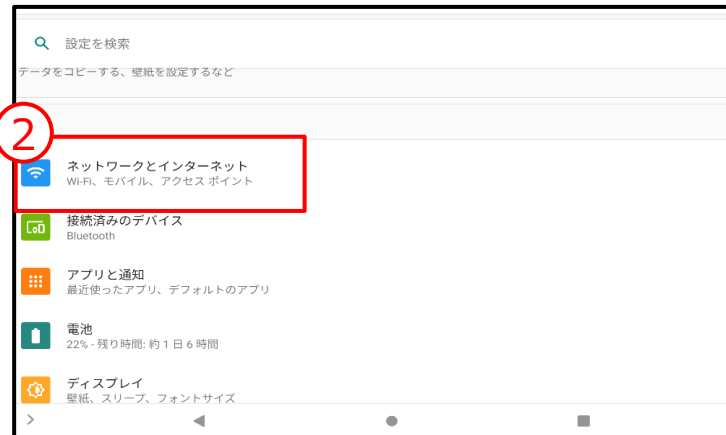 設定を検索
データをコピーする、壁紙を設定するなど
2
ネットワークとインターネット
Wi-Fi、モバイル、アクセス ポイント
接続済みのデバイス
Bluetooth
アプリと通知
最近使ったアプリ、デフォルトのアプリ
電池
22% - 残り時間: 約 1 日 6 時間
ディスプレイ
壁紙、スリープ、フォントサイズ